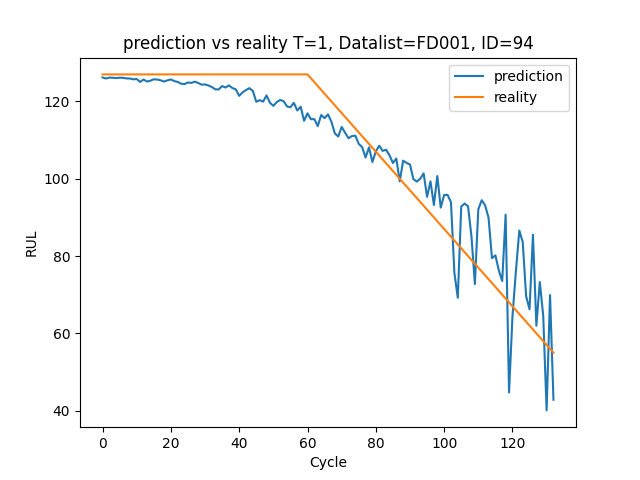 prediction vs reality T=1, Datalist=FD001, ID=94
prediction
reality
120
100
80
60
40
RUL
0 20 40 60 80 100 120
Cycle